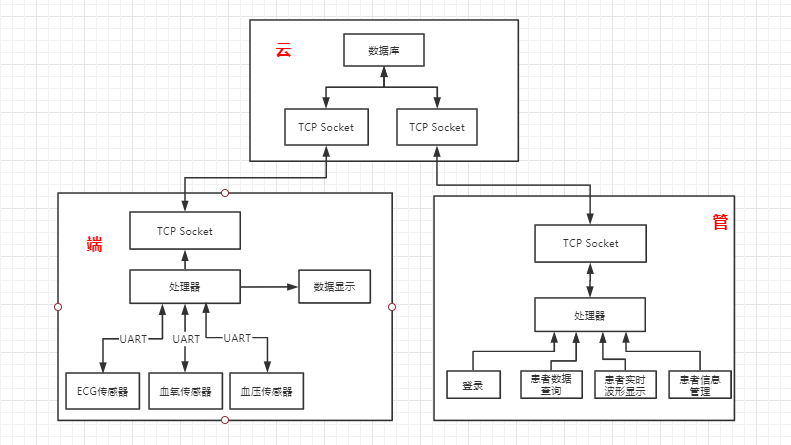 云
数据库
TCP Socket
TCP Socket
端
TCP Socket
处理器
数据显示
UART
UART
UART
ECG传感器
血氧传感器
血压传感器
管
TCP Socket
处理器
登录
患者数据
查询
患者实时
波形显示
患者信息
管理